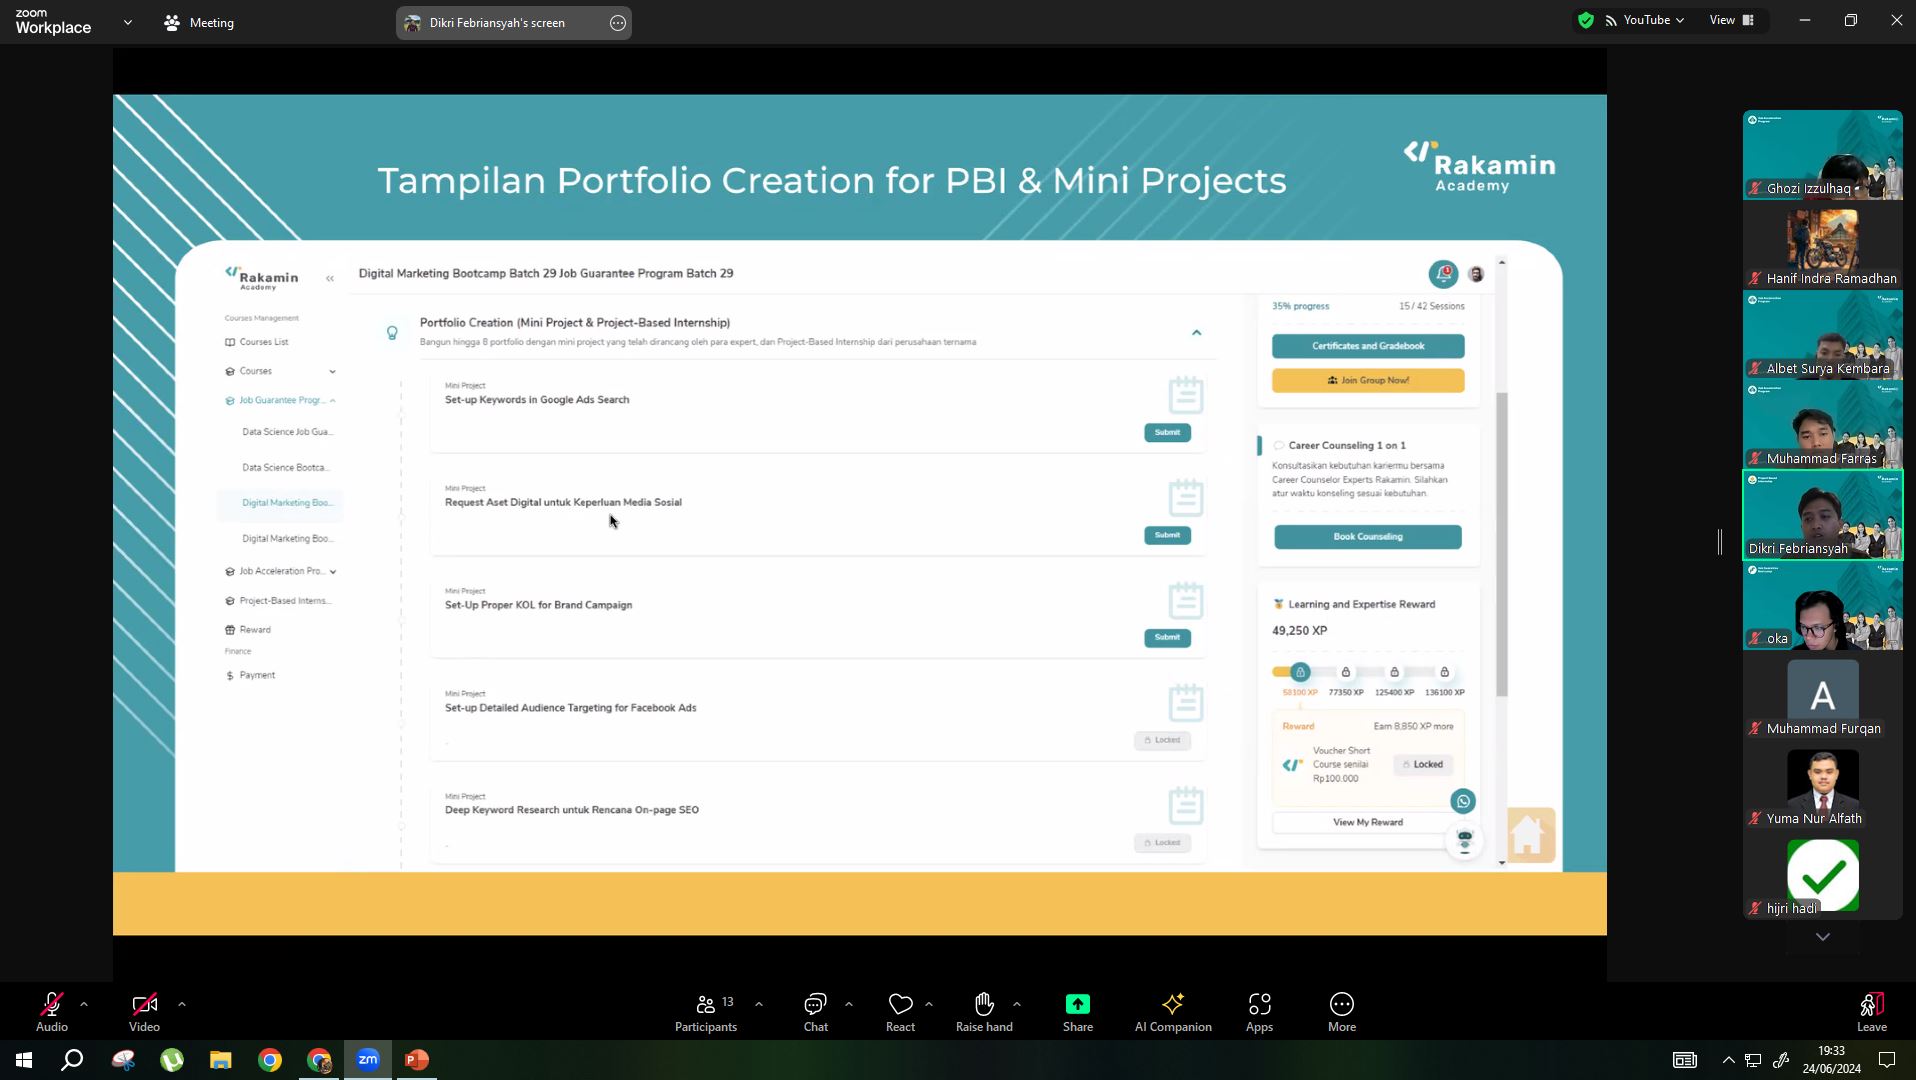 zoom
Workplace
Meeting
Dikri Febriansyah's screen
YouTube
View
Tampilan Portfolio Creation for PBI & Mini Projects
Rakamin
Academy
Rakamin
Academy
Digital Marketing Bootcamp Batch 29 Job Guarantee Program Batch 29
Courses Management
Courses List
Courses
Job Guarantee Progr...
Data Science Job Gua...
Data Science Bootca...
Digital Marketing Boo...
Digital Marketing Boo...
Job Acceleration Pro...
Project-Based Interns...
Reward
Finance
Payment
Portfolio Creation (Mini Project & Project-Based Internship)
Bangun hingga 8 portfolio dengan mini project yang telah dirancang oleh para expert, dan Project-Based Internship dari perusahaan ternama
Mini Project
Set-up Keywords in Google Ads Search
Submit
Mini Project
Request Aset Digital untuk Keperluan Media Sosial
Submit
Mini Project
Set-Up Proper KOL for Brand Campaign
Submit
Mini Project
Set-up Detailed Audience Targeting for Facebook Ads
Locked
Mini Project
Deep Keyword Research untuk Rencana On-page SEO
Locked
35% progress
15 / 42 Sessions
Certificates and Gradebook
Join Group Now!
Career Counseling 1 on 1
Konsultasikan kebutuhan kariermu bersama
Career Counselor Experts Rakamin. Silahkan
atur waktu konseling sesuai kebutuhan.
Book Counseling
Learning and Expertise Reward
49,250 XP
58100 XP 77350 XP 125400 XP 136100 XP
Reward
Earn 8,850 XP more
Voucher Short
Course senilai
Rp100.000
Locked
View My Reward
Ghozi Izzulhaq
Hanif Indra Ramadhan
Albet Surya Kembara
Muhammad Farras
Dikri Febriansyah
oka
A
Muhammad Furqan
Yuma Nur Alfath
hijri hadi
Audio
Video
13
Participants
Chat
React
Raise hand
Share
AI Companion
Apps
More
Leave
zm
19:33
24/06/2024